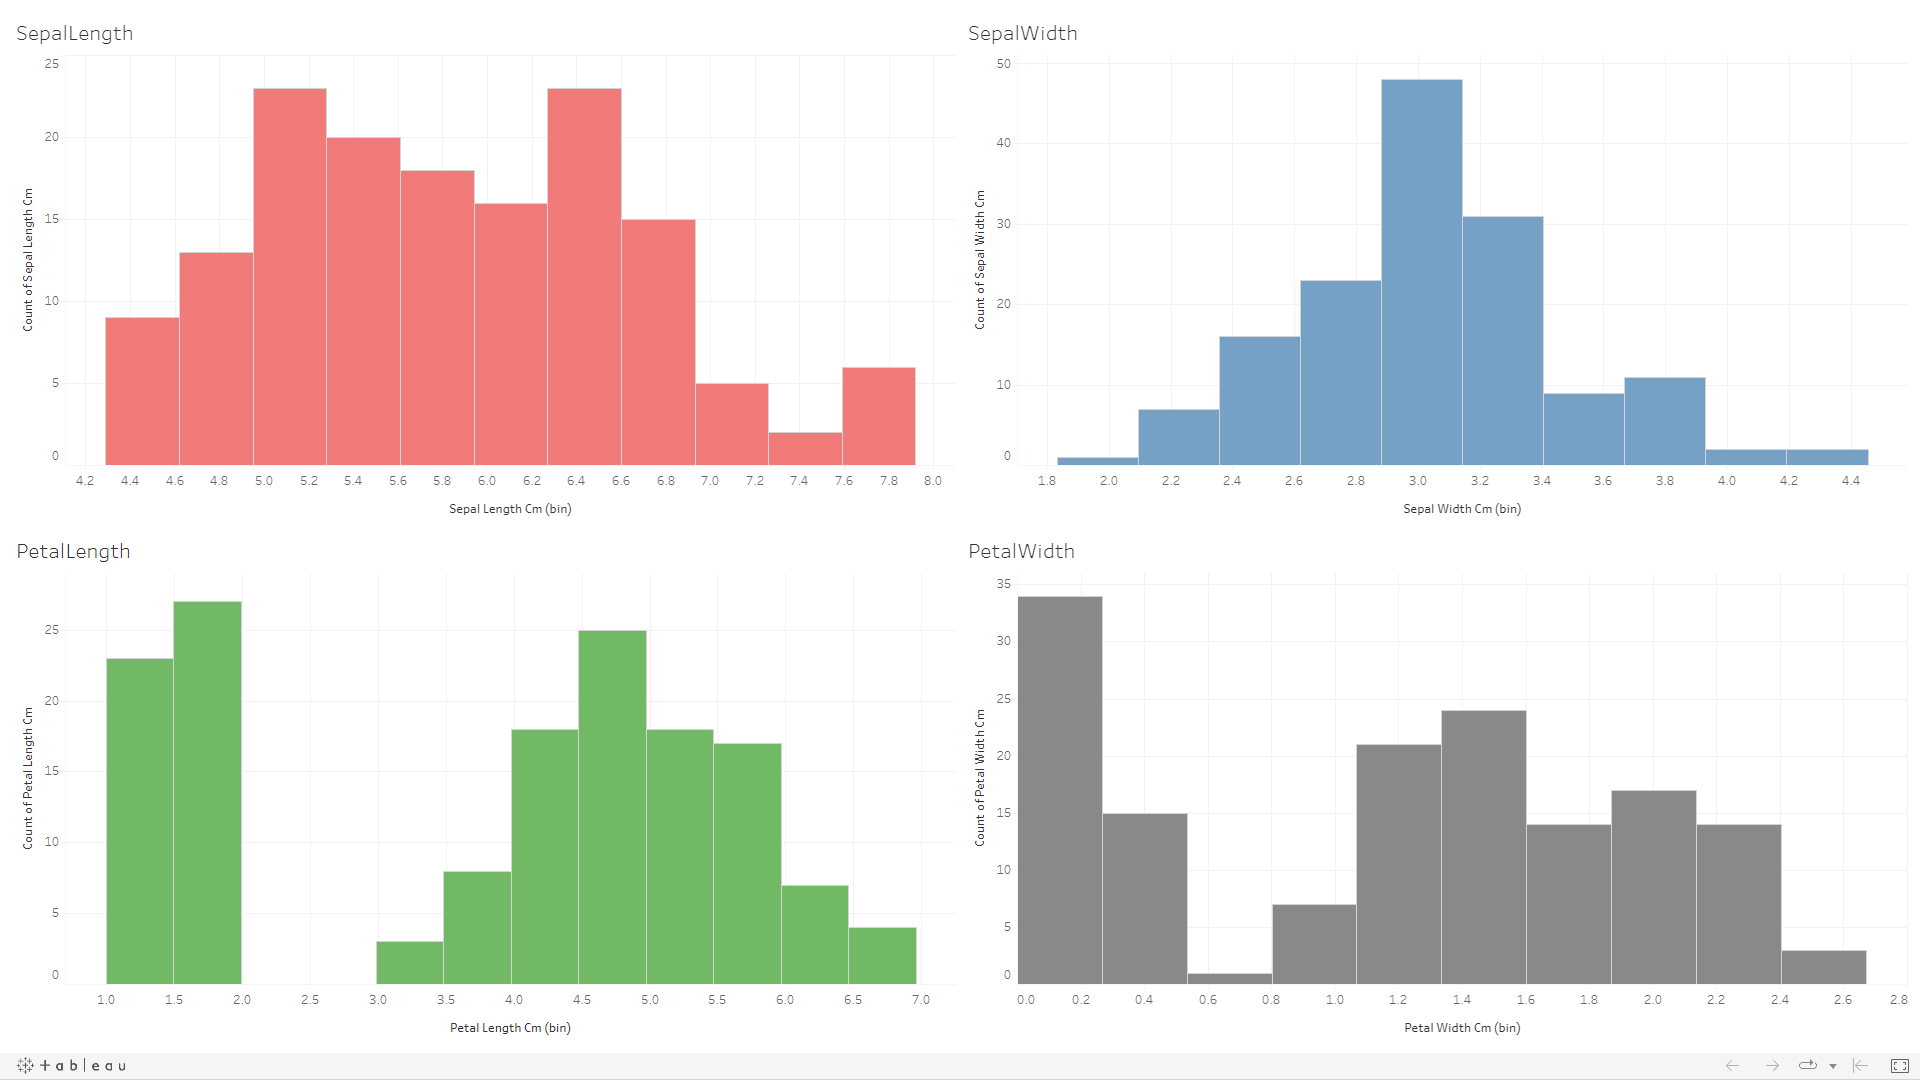 SepalLength
25
20
15
10
5
0
Count of Sepal Length Cm
4.2 4.4 4.6 4.8 5.0 5.2 5.4 5.6 5.8 6.0 6.2 6.4 6.6 6.8 7.0 7.2 7.4 7.6 7.8 8.0
Sepal Length Cm (bin)
SepalWidth
50
40
30
20
10
0
Count of Sepal Width Cm
1.8 2.0 2.2 2.4 2.6 2.8 3.0 3.2 3.4 3.6 3.8 4.0 4.2 4.4
Sepal Width Cm (bin)
PetalLength
25
20
15
10
5
0
Count of Petal Length Cm
1.0 1.5 2.0 2.5 3.0 3.5 4.0 4.5 5.0 5.5 6.0 6.5 7.0
Petal Length Cm (bin)
PetalWidth
35
30
25
20
15
10
5
0
Count of Petal Width Cm
0.0 0.2 0.4 0.6 0.8 1.0 1.2 1.4 1.6 1.8 2.0 2.2 2.4 2.6 2.8
Petal Width Cm (bin)
+ableau